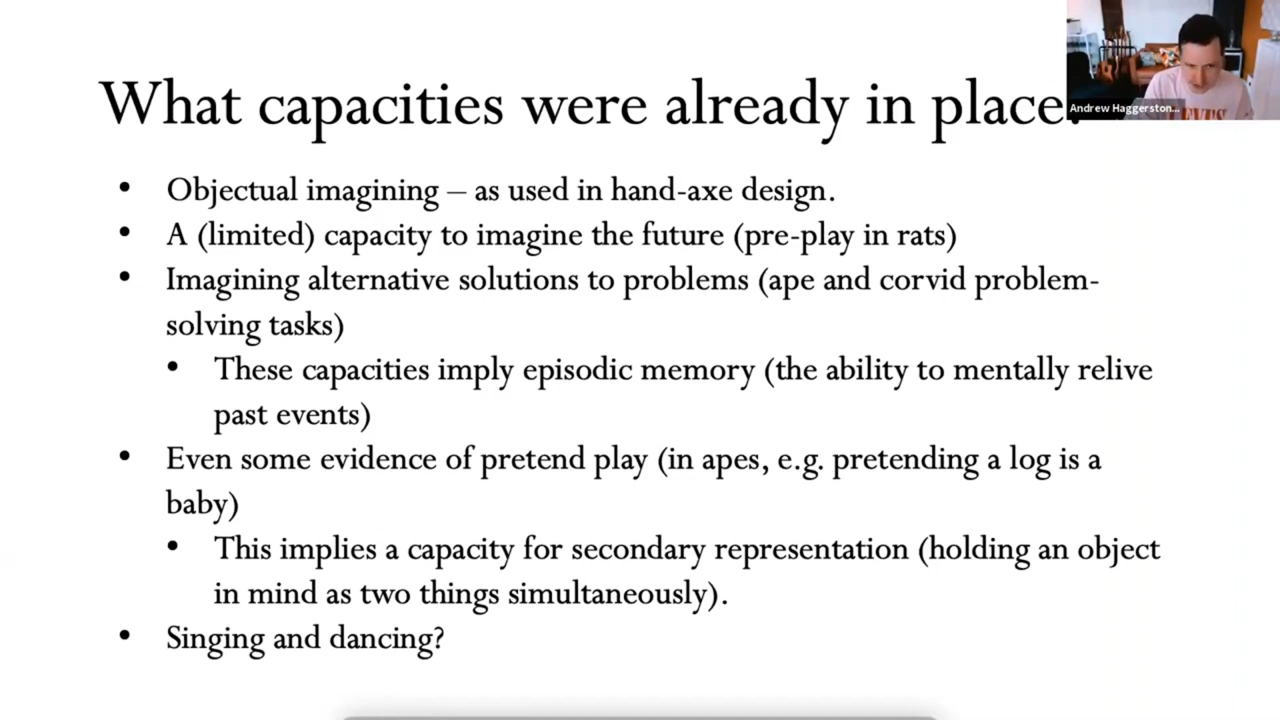 What capacities were already in place?
Andrew Haggerston...
• Objectual imagining – as used in hand-axe design.
• A (limited) capacity to imagine the future (pre-play in rats)
• Imagining alternative solutions to problems (ape and corvid problem-
solving tasks)
• These capacities imply episodic memory (the ability to mentally relive
past events)
• Even some evidence of pretend play (in apes, e.g. pretending a log is a
baby)
• This implies a capacity for secondary representation (holding an object
in mind as two things simultaneously).
• Singing and dancing?